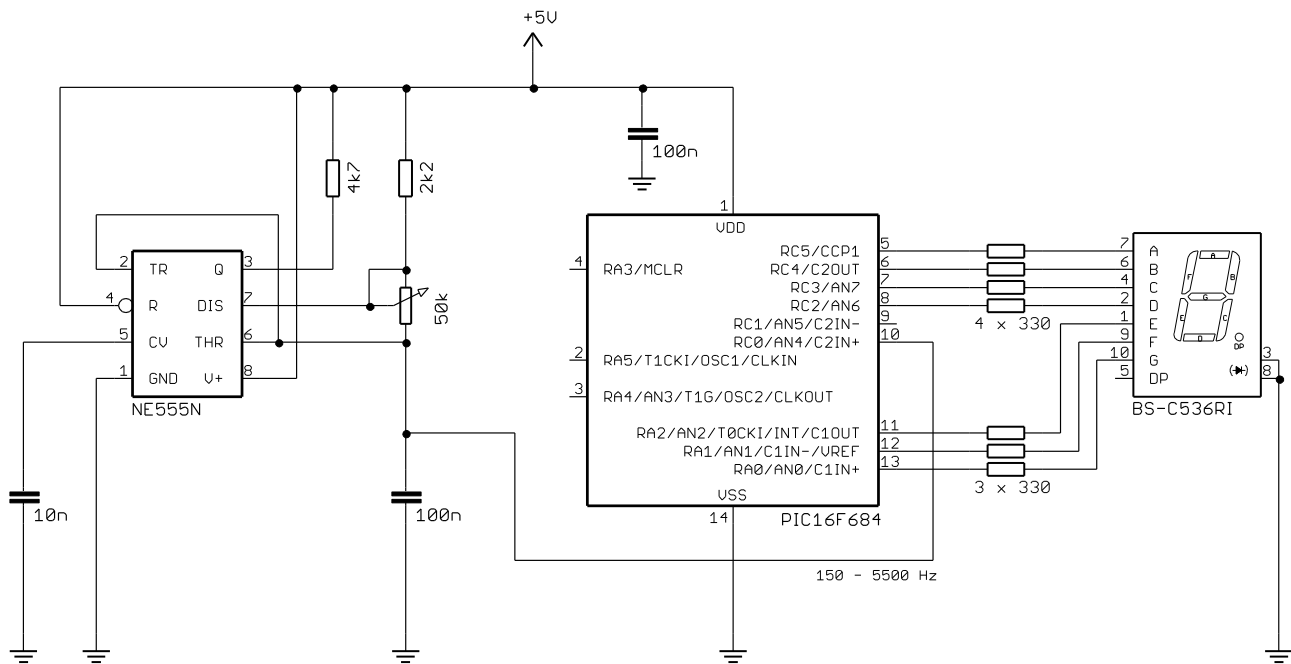 +5V
100n
4k7
2k2
50k
2 TR Q 3
4 R DIS 7
5 CV THR 6
1 GND V+ 8
NE555N
10n
100n
1
VDD
RC5/CCP1 5
4 RA3/MCLR RC4/C2OUT 6
RC3/AN7 7
RC2/AN6 8
RC1/AN5/C2IN- 9
RC0/AN4/C2IN+ 10
2 RA5/T1CKI/OSC1/CLKIN
3 RA4/AN3/T1G/OSC2/CLKOUT
RA2/AN2/T0CKI/INT/C1OUT 11
RA1/AN1/C1IN-/VREF 12
RA0/AN0/C1IN+ 13
VSS
14
PIC16F684
4 x 330
3 x 330
150 - 5500 Hz
7 A
6 B
4 C
2 D
1 E
9 F
10 G
5 DP
A
F B
G
E C
D
DP
3
8
BS-C536RI